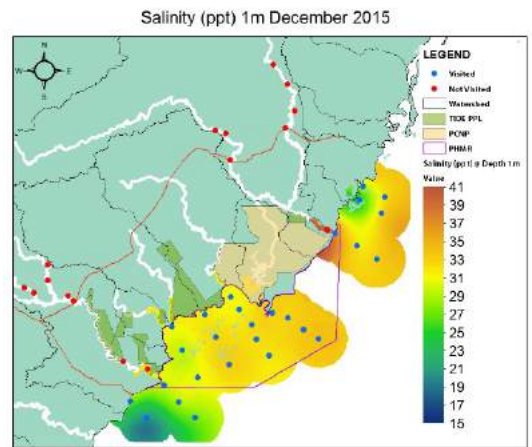 Salinity (ppt) 1m December 2015
N
W E
S
LEGEND
Visited
Not Visited
Watershed
TIDE PPL
PCNP
PHMR
Salinity (ppt) @ Depth 1m
Value
41
39
37
35
33
31
29
27
25
23
21
19
17
15